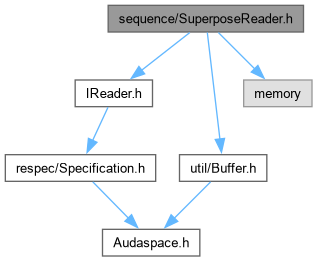 sequence/SuperposeReader.h
IReader.h
memory
respec/Specification.h
util/Buffer.h
Audaspace.h